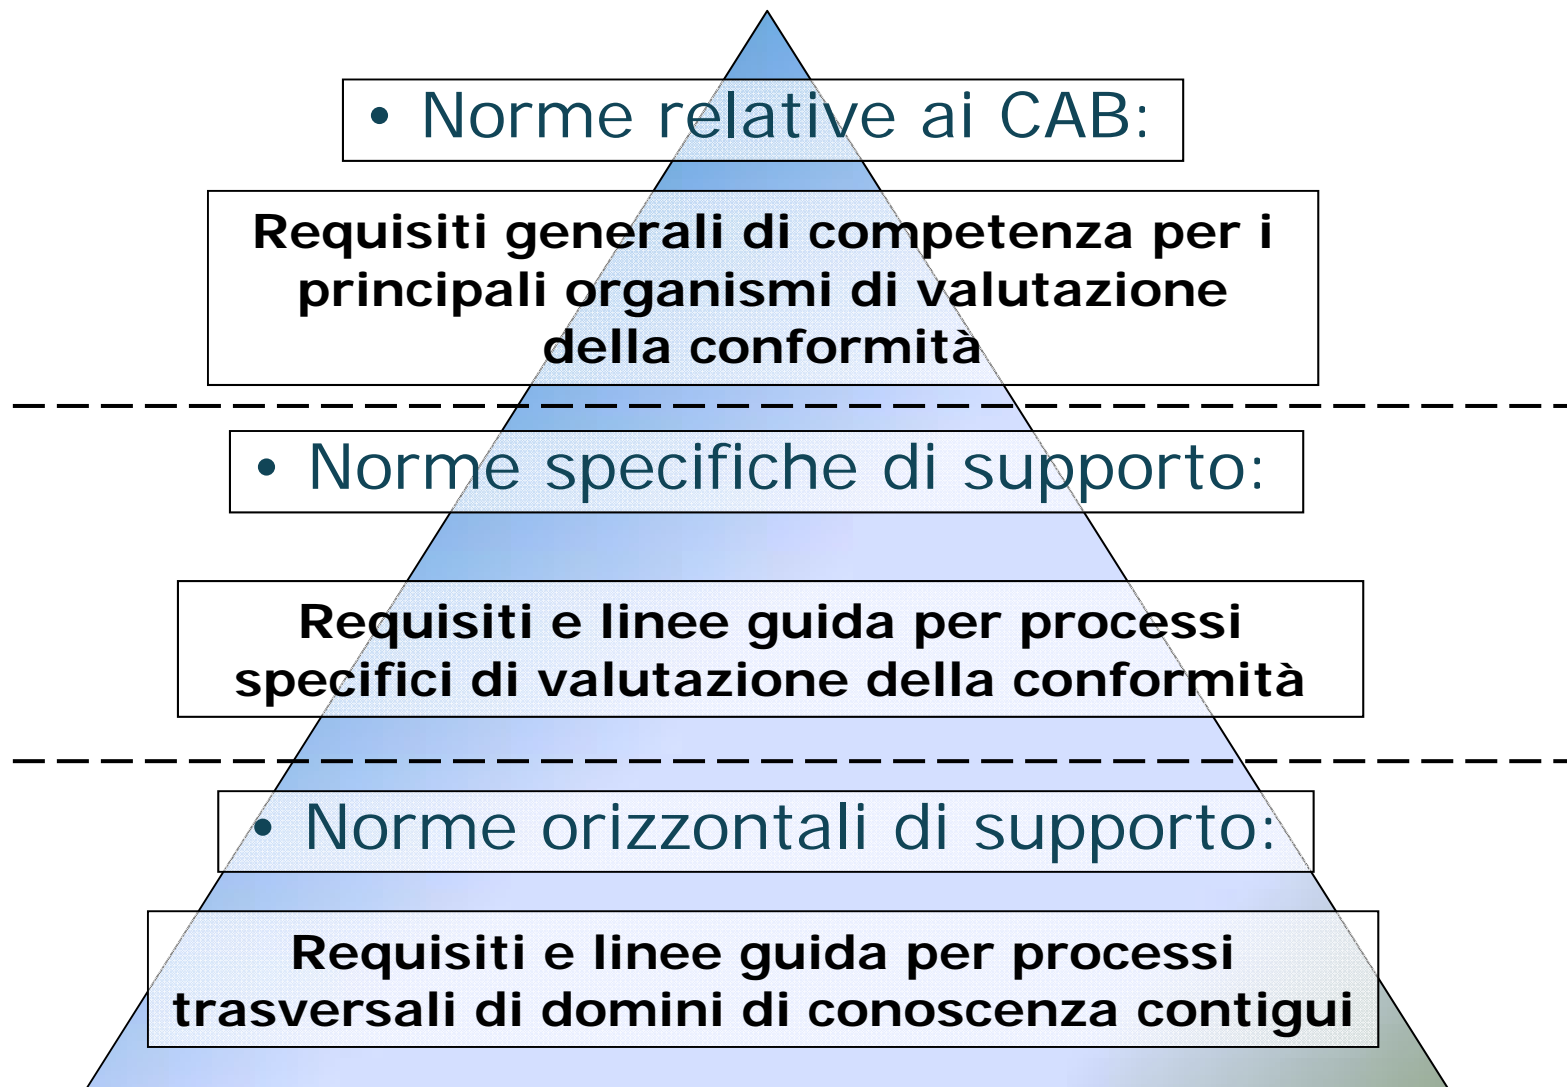 • Norme relative ai CAB:
Requisiti generali di competenza per i
principali organismi di valutazione
della conformità
• Norme specifiche di supporto:
Requisiti e linee guida per processi
specifici di valutazione della conformità
• Norme orizzontali di supporto:
Requisiti e linee guida per processi
trasversali di domini di conoscenza contigui